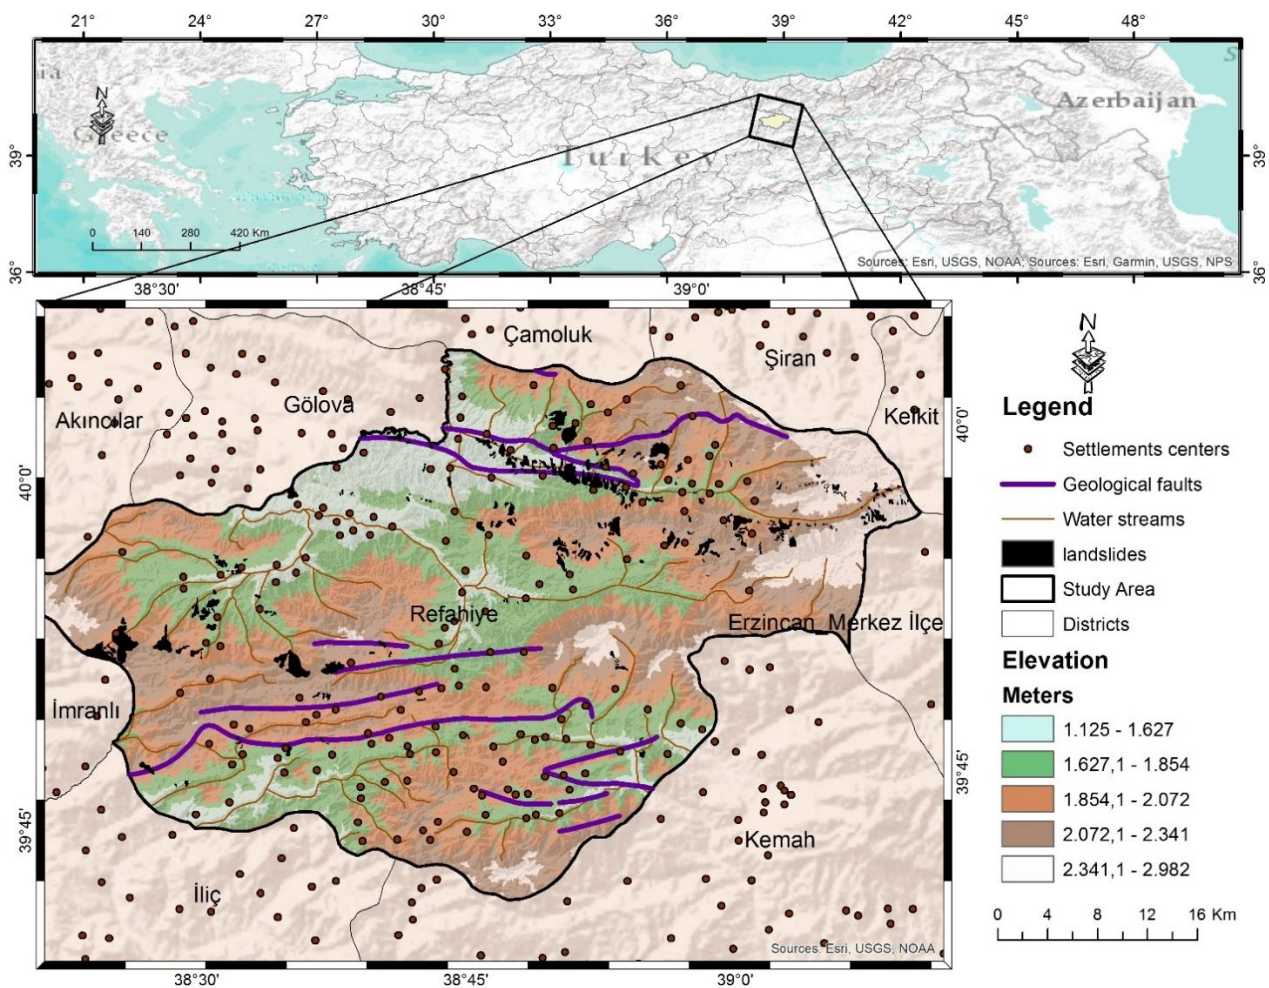 21° 24° 27° 30° 33° 36° 39° 42° 45° 48°
N
Greece
Turkey
Azerbaijan
39°
39°
36°
36°
0 140 280 420 Km
Sources: Esri, USGS, NOAA; Sources: Esri, Garmin, USGS, NPS
38°30' 38°45' 39°0'
Çamoluk
Şiran
Akıncılar
Gölova
Kelkit
40°0'
40°0'
Refahiye
Erzincan Merkez İlçe
İmranlı
39°45'
39°45'
Kemah
İliç
Sources: Esri, USGS, NOAA
38°30' 38°45' 39°0'
N
Legend
Settlements centers
Geological faults
Water streams
landslides
Study Area
Districts
Elevation
Meters
1.125 - 1.627
1.627,1 - 1.854
1.854,1 - 2.072
2.072,1 - 2.341
2.341,1 - 2.982
0 4 8 12 16 Km